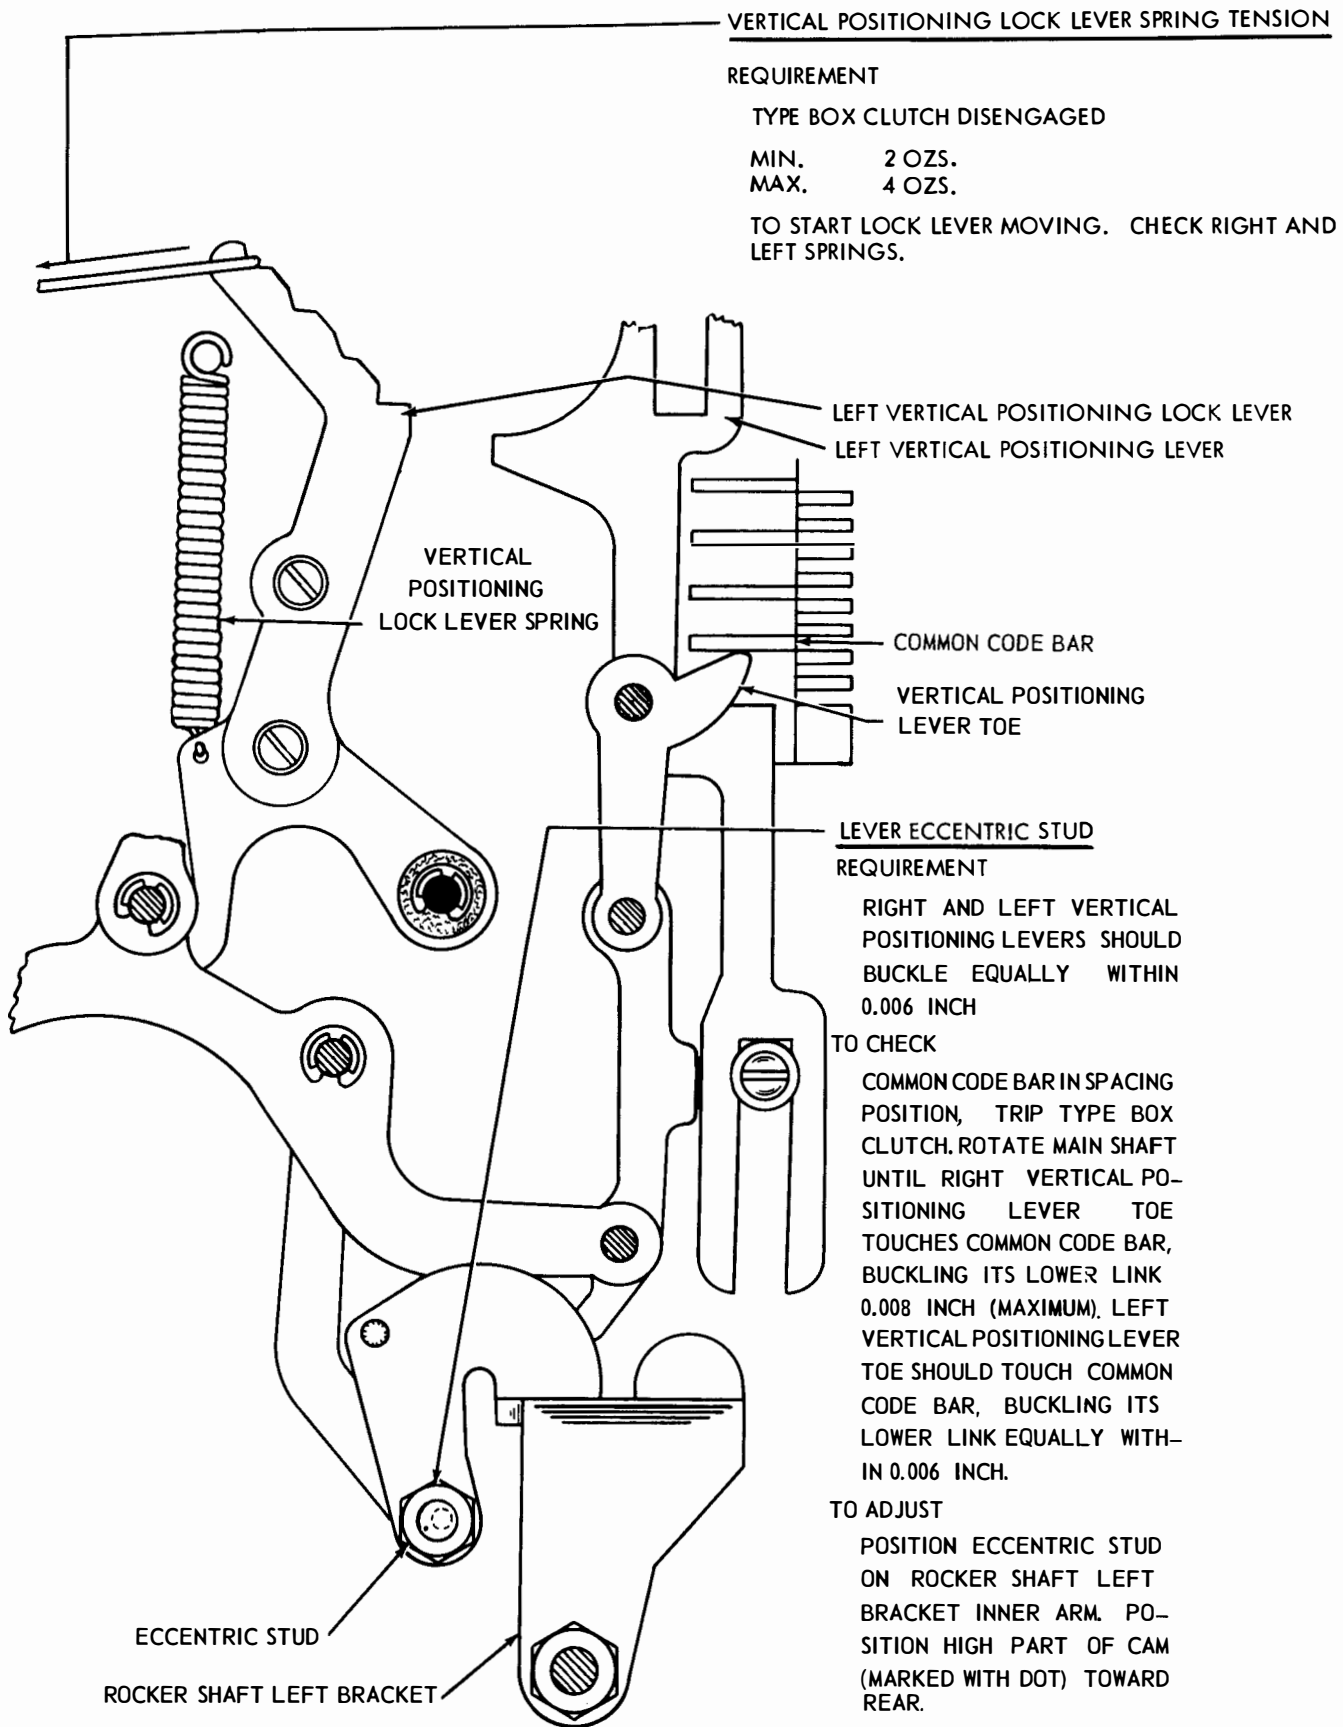 VERTICAL POSITIONING LOCK LEVER SPRING TENSION
REQUIREMENT
TYPE BOX CLUTCH DISENGAGED
MIN. 2 OZS.
MAX. 4 OZS.
TO START LOCK LEVER MOVING. CHECK RIGHT AND
LEFT SPRINGS.
LEFT VERTICAL POSITIONING LOCK LEVER
LEFT VERTICAL POSITIONING LEVER
VERTICAL
POSITIONING
LOCK LEVER SPRING
COMMON CODE BAR
VERTICAL POSITIONING
LEVER TOE
LEVER ECCENTRIC STUD
REQUIREMENT
RIGHT AND LEFT VERTICAL
POSITIONING LEVERS SHOULD
BUCKLE EQUALLY WITHIN
0.006 INCH
TO CHECK
COMMON CODE BAR IN SPACING
POSITION, TRIP TYPE BOX
CLUTCH. ROTATE MAIN SHAFT
UNTIL RIGHT VERTICAL PO-
SITIONING LEVER TOE
TOUCHES COMMON CODE BAR,
BUCKLING ITS LOWER LINK
0.008 INCH (MAXIMUM). LEFT
VERTICAL POSITIONING LEVER
TOE SHOULD TOUCH COMMON
CODE BAR, BUCKLING ITS
LOWER LINK EQUALLY WITH-
IN 0.006 INCH.
TO ADJUST
POSITION ECCENTRIC STUD
ON ROCKER SHAFT LEFT
BRACKET INNER ARM. PO-
SITION HIGH PART OF CAM
(MARKED WITH DOT) TOWARD
REAR.
ECCENTRIC STUD
ROCKER SHAFT LEFT BRACKET